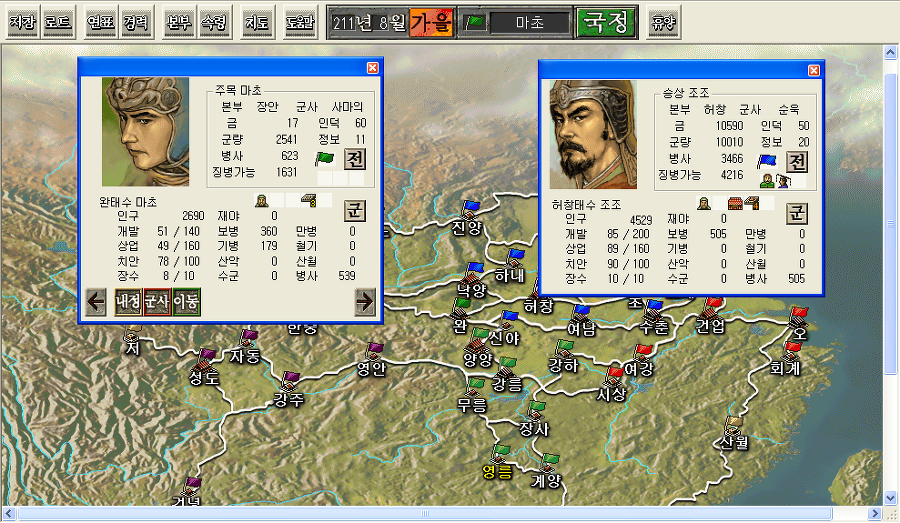 저장 로드 연표 경력 본부 수령 지도 도움말 211년 8월 가을 마초 국정 휴양
주목 마초
본부 장안 군사 사마의
금 17 인덕 60
군량 2541 정보 11
병사 623 전
징병가능 1631
완태수 마초 군
인구 2690 재야 0
개발 51 / 140 보병 360 만병 0
상업 49 / 160 기병 179 철기 0
치안 78 / 100 산악 0 산월 0
장수 8 / 10 수군 0 병사 539
내정 군사 이동
승상 조조
본부 허창 군사 순욱
금 10590 인덕 50
군량 10010 정보 20
병사 3466 전
징병가능 4216
허창태수 조조 군
인구 4529 재야 0
개발 85 / 200 보병 505 만병 0
상업 89 / 160 기병 0 철기 0
치안 90 / 100 산악 0 산월 0
장수 10 / 10 수군 0 병사 505
진양
하내
낙양
허창
조
완
신야
여남
수춘
건업
오
한중
저
자동
성도
영안
양양
강하
여강
회계
강주
강릉
시상
무릉
장사
산월
영릉
계양
건녕